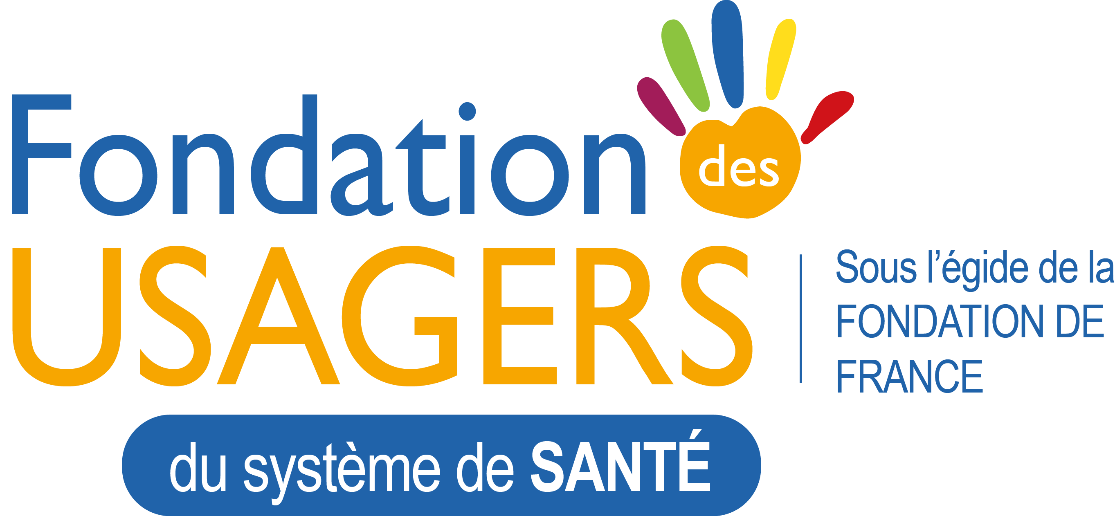 Fondation des
USAGERS
du système de SANTÉ
Sous l'égide de la
FONDATION DE
FRANCE